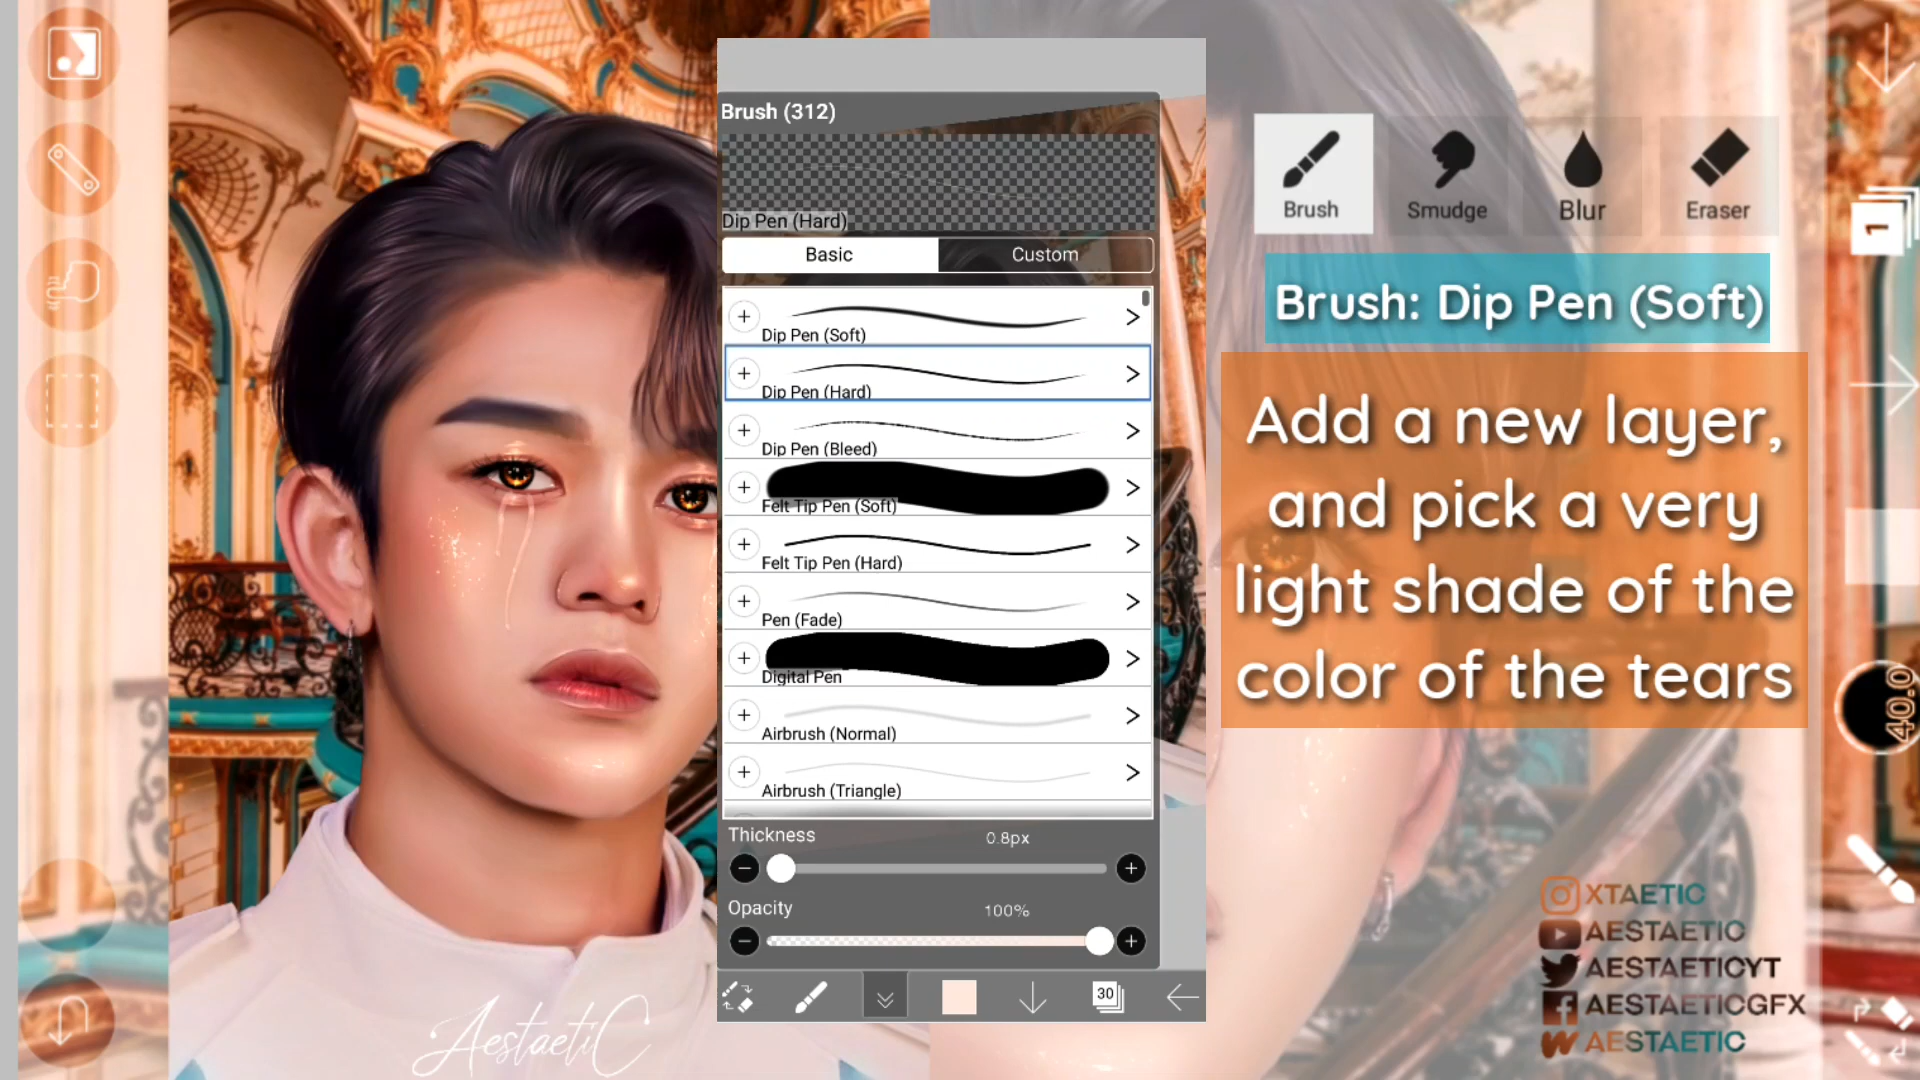 Brush (312)
Dip Pen (Hard)
Basic
Custom
Dip Pen (Soft)
Dip Pen (Hard)
Dip Pen (Bleed)
Felt Tip Pen (Soft)
Felt Tip Pen (Hard)
Pen (Fade)
Digital Pen
Airbrush (Normal)
Airbrush (Triangle)
Thickness
0.8px
Opacity
100%
30
AestaetiC
Brush
Smudge
Blur
Eraser
Brush: Dip Pen (Soft)
Add a new layer,
and pick a very
light shade of the
color of the tears
1
40.0
XTAETIC
AESTAETIC
AESTAETICYT
AESTAETICGFX
AESTAETIC